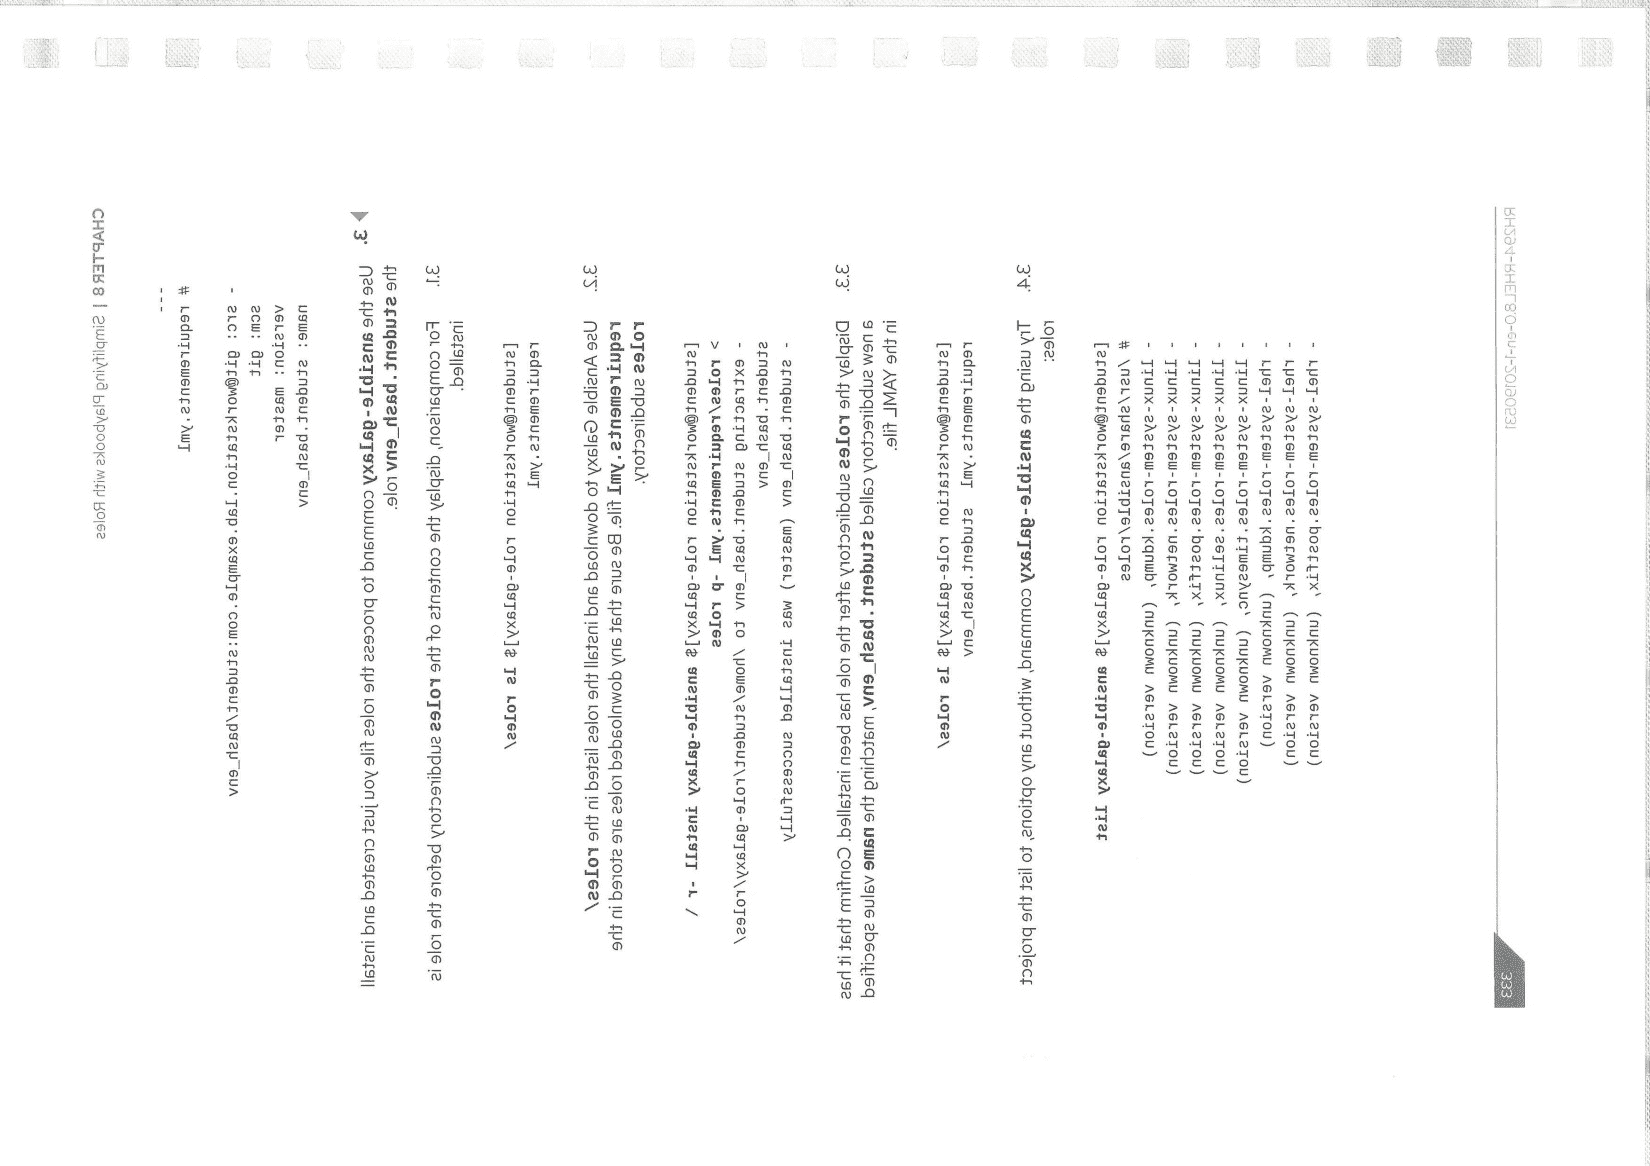 CHAPTER 8 | Simplifying Playbooks with Roles
---
# requirements.yml
- src: git@workstation.lab.example.com:student/bash_env
scm: git
version: master
name: student.bash_env
3. Use the ansible-galaxy command to process the roles file you just created and install
the student.bash_env role.
3.1. For comparison, display the contents of the roles subdirectory before the role is
installed.
[student@workstation role-galaxy]$ ls roles/
requirements.yml
3.2. Use Ansible Galaxy to download and install the roles listed in the roles/
requirements.yml file. Be sure that any downloaded roles are stored in the
roles subdirectory.
[student@workstation role-galaxy]$ ansible-galaxy install -r \
> roles/requirements.yml -p roles
- extracting student.bash_env to /home/student/role-galaxy/roles/
student.bash_env
- student.bash_env (master) was installed successfully
3.3. Display the roles subdirectory after the role has been installed. Confirm that it has
a new subdirectory called student.bash_env, matching the name value specified
in the YAML file.
[student@workstation role-galaxy]$ ls roles/
requirements.yml student.bash_env
3.4. Try using the ansible-galaxy command, without any options, to list the project
roles:
[student@workstation role-galaxy]$ ansible-galaxy list
# /usr/share/ansible/roles
- linux-system-roles.kdump, (unknown version)
- linux-system-roles.network, (unknown version)
- linux-system-roles.postfix, (unknown version)
- linux-system-roles.selinux, (unknown version)
- linux-system-roles.timesync, (unknown version)
- rhel-system-roles.kdump, (unknown version)
- rhel-system-roles.network, (unknown version)
- rhel-system-roles.postfix, (unknown version)
RH294-RHEL8.0-en-1-20190531
333